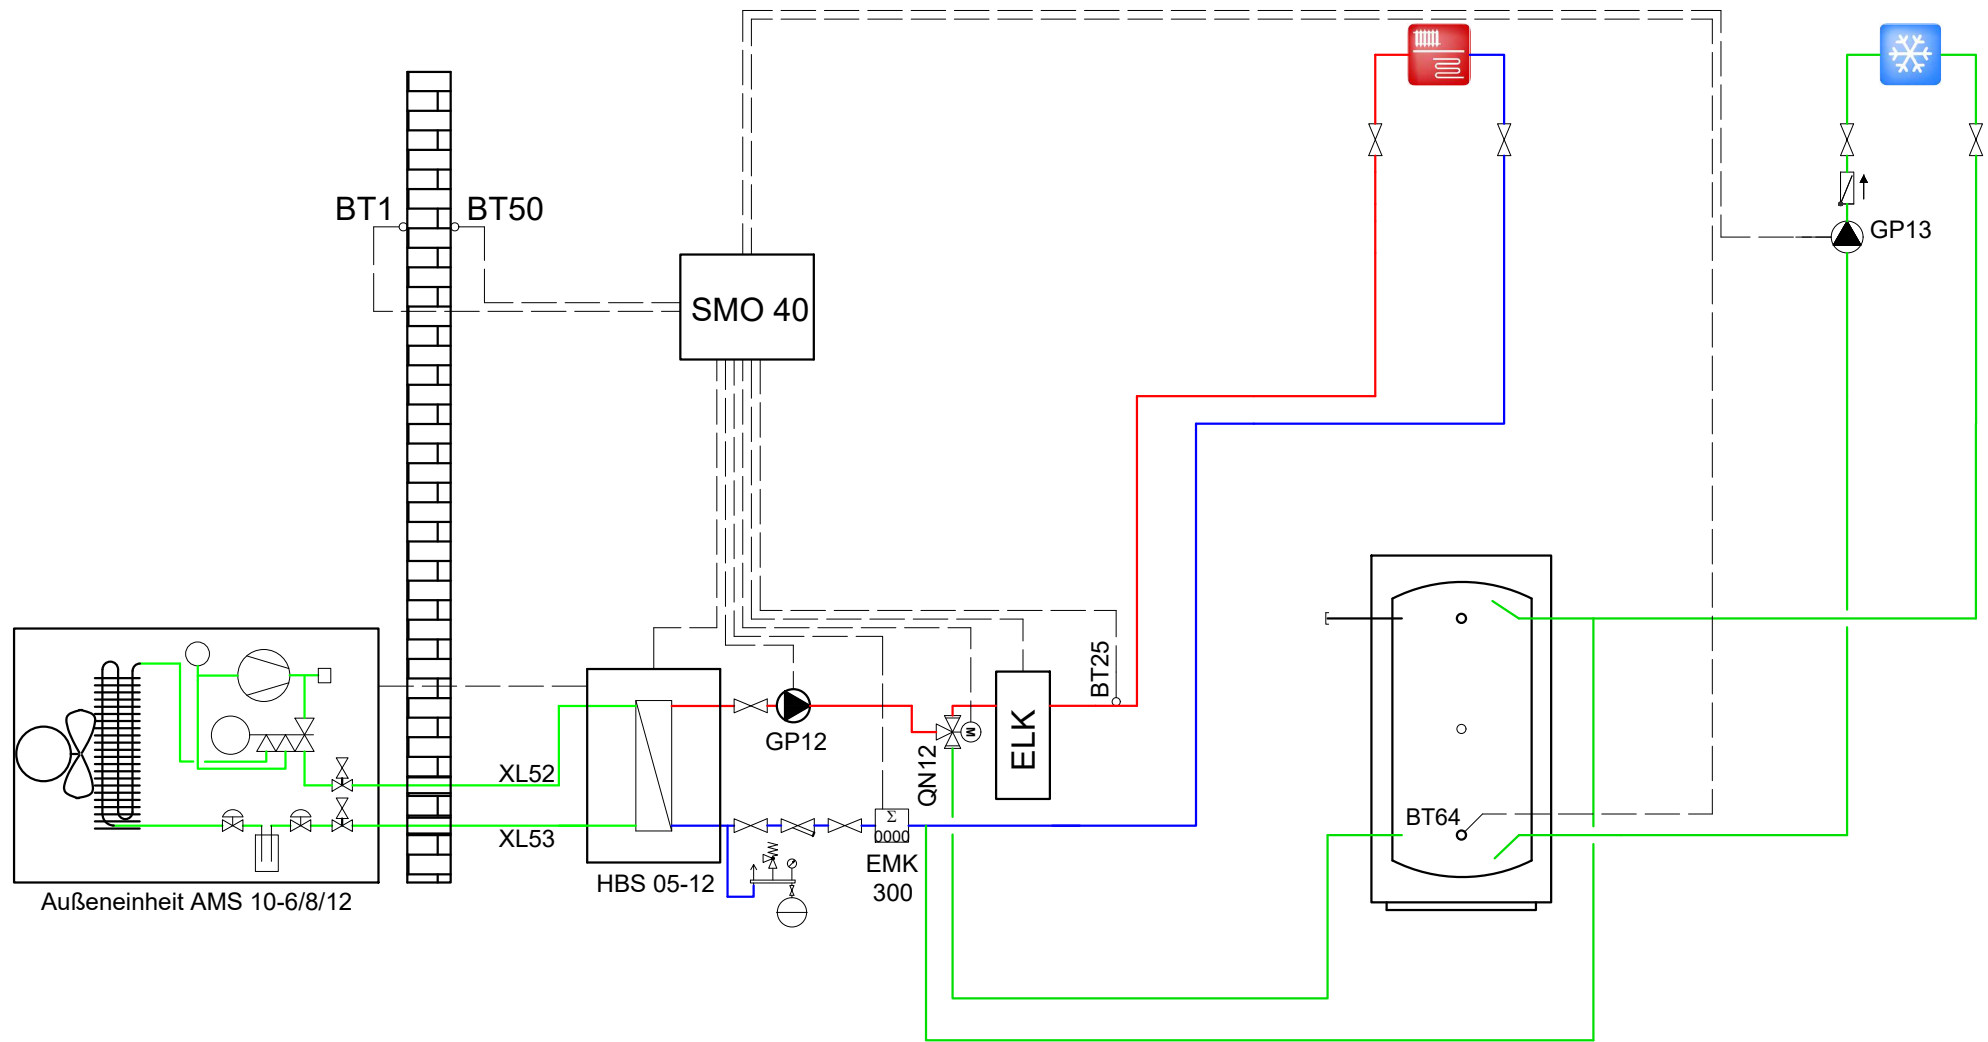 BT1
BT50
GP13
SMO 40
BT25
GP12
M
ELK
QN12
XL52
XL53
BT64
Σ
0000
EMK
300
HBS 05-12
Außeneinheit AMS 10-6/8/12